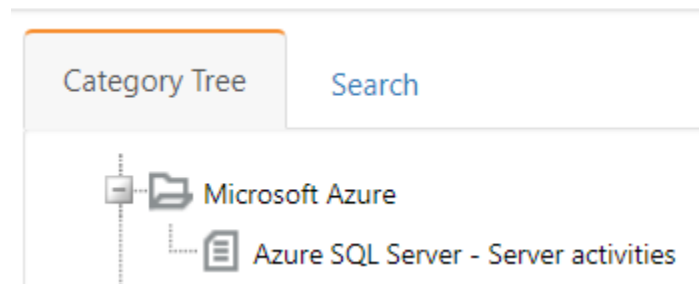 Category Tree
Search
Microsoft Azure
Azure SQL Server - Server activities